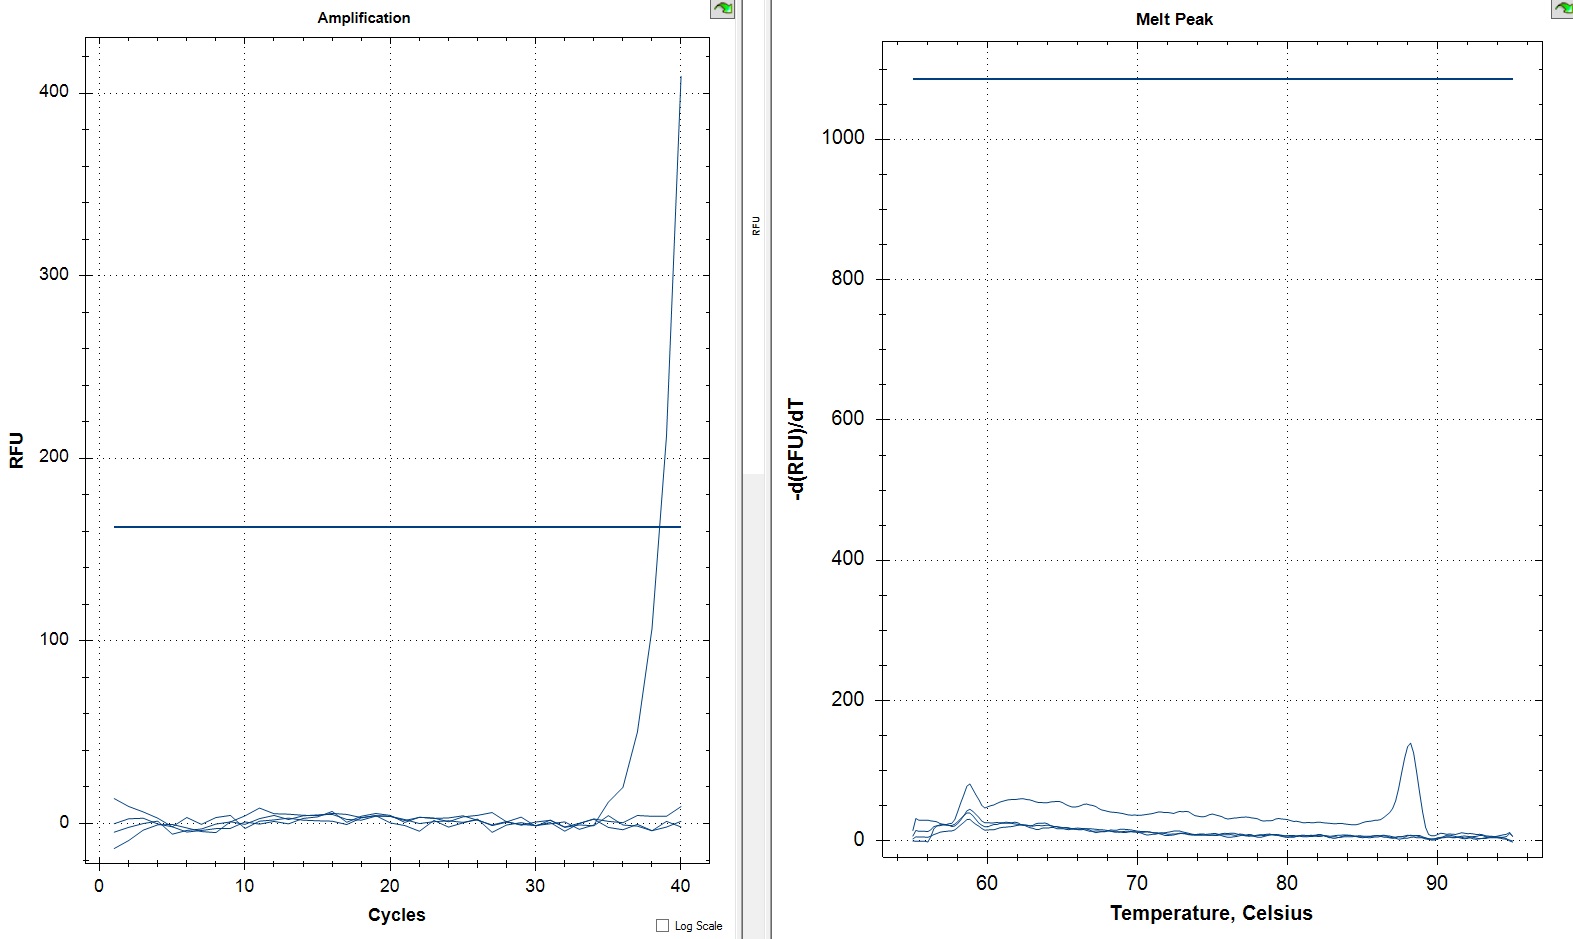 Amplification
400
300
200
100
0
RFU
0 10 20 30 40
Cycles
Log Scale
RFU
Melt Peak
1000
800
600
400
200
0
-d(RFU)/dT
60 70 80 90
Temperature, Celsius